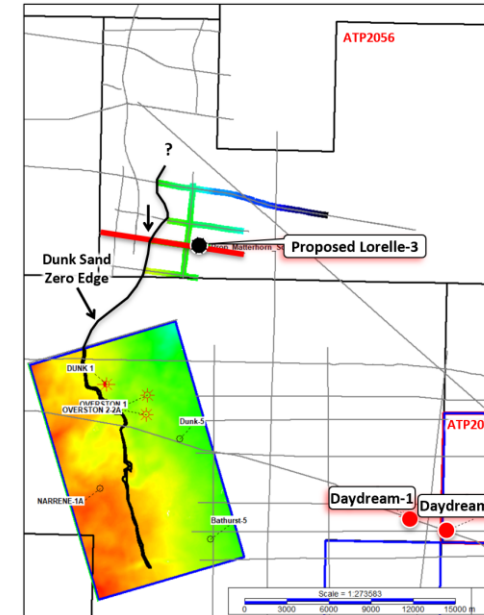 ATP2056
?
Proposed Lorelle-3
Dunk Sand
Zero Edge
DUNK 1
OVERSTON 1
OVERSTON 2-2A
Dunk-5
ATP20
NARRENE-1A
Daydream-1
Daydream
Bathurst-5
Scale = 1:273583
0 3000 6000 9000 12000 15000 m